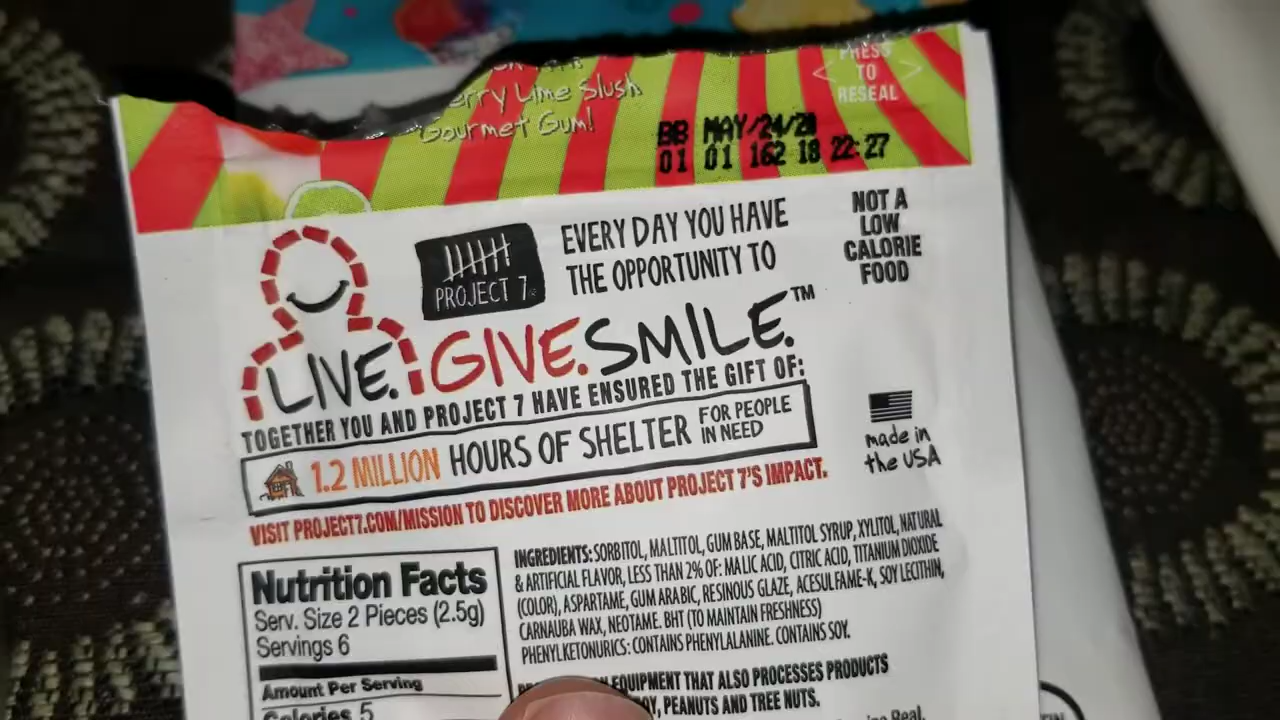 erry Lime Slush
Gourmet Gum!
PRESS
TO
RESEAL
BB MAY/24/20
01 01 162 18 22:27
PROJECT 7
EVERY DAY YOU HAVE
THE OPPORTUNITY TO
NOT A
LOW
CALORIE
FOOD
LIVE. GIVE. SMILE.™
TOGETHER YOU AND PROJECT 7 HAVE ENSURED THE GIFT OF:
1.2 MILLION HOURS OF SHELTER FOR PEOPLE
IN NEED
made in
the USA
VISIT PROJECT7.COM/MISSION TO DISCOVER MORE ABOUT PROJECT 7'S IMPACT.
Nutrition Facts
Serv. Size 2 Pieces (2.5g)
Servings 6
Amount Per Serving
Calories 5
INGREDIENTS: SORBITOL, MALTITOL, GUM BASE, MALTITOL SYRUP, XYLITOL, NATURAL
& ARTIFICIAL FLAVOR, LESS THAN 2% OF: MALIC ACID, CITRIC ACID, TITANIUM DIOXIDE
(COLOR), ASPARTAME, GUM ARABIC, RESINOUS GLAZE, ACESULFAME-K, SOY LECITHIN,
CARNAUBA WAX, NEOTAME. BHT (TO MAINTAIN FRESHNESS)
PHENYLKETONURICS: CONTAINS PHENYLALANINE. CONTAINS SOY.
EQUIPMENT THAT ALSO PROCESSES PRODUCTS
OY, PEANUTS AND TREE NUTS.